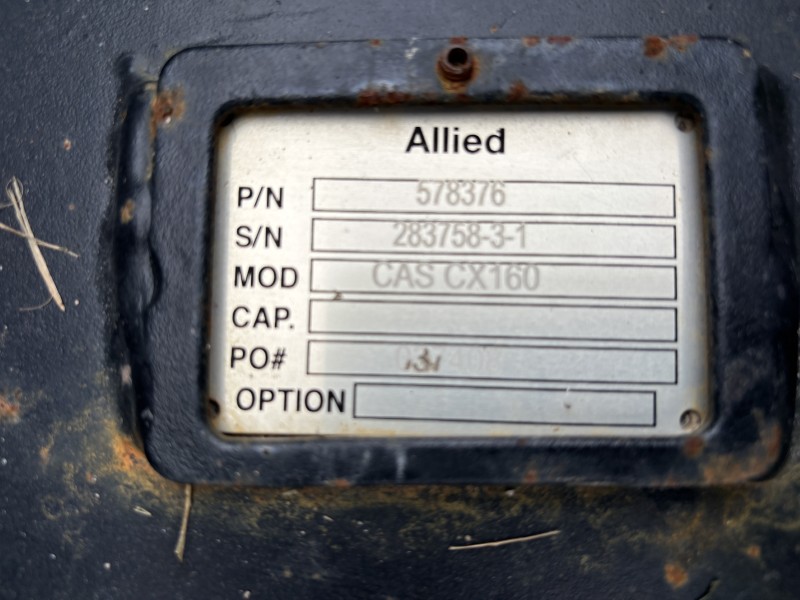 Allied
P/N 578376
S/N 283758-3-1
MOD CAS CX160
CAP.
PO#
OPTION